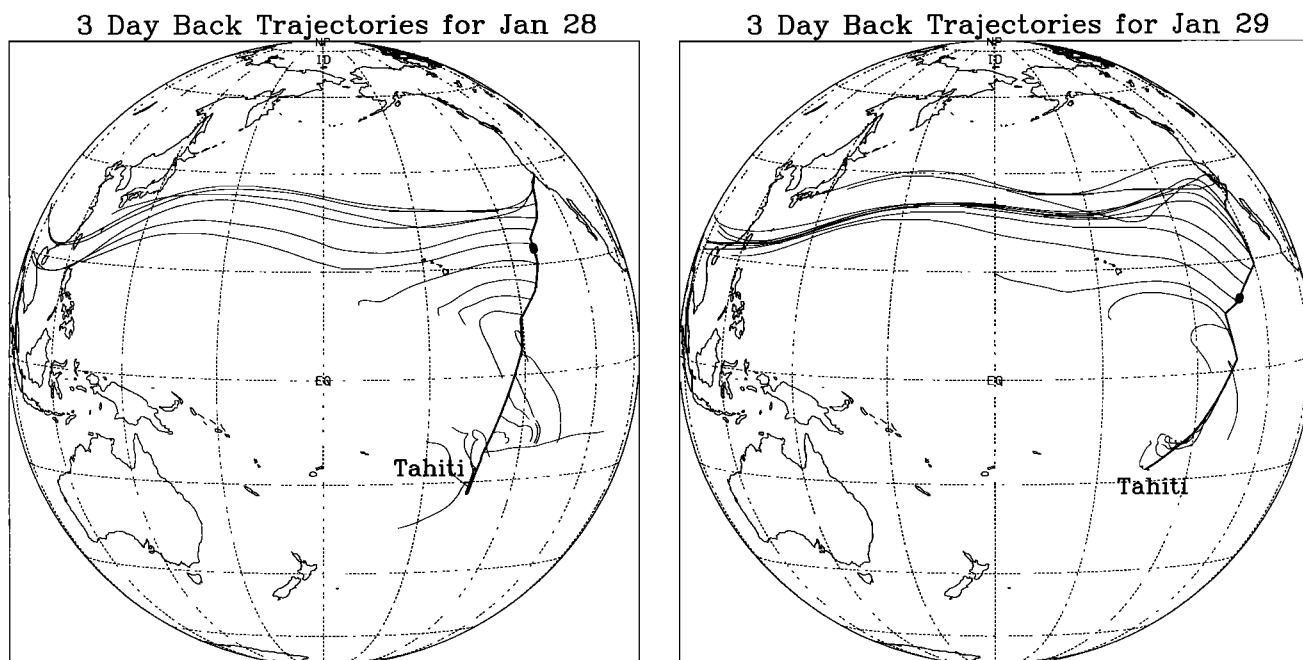 3 Day Back Trajectories for Jan 28
NP
ID
EQ
Tahiti
3 Day Back Trajectories for Jan 29
NP
ID
EQ
Tahiti